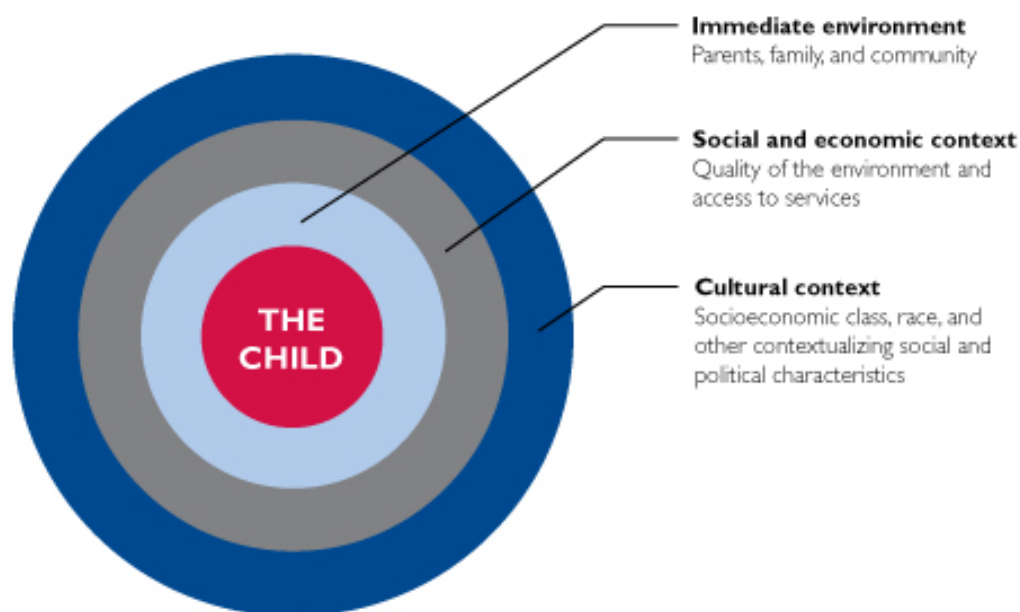 Immediate environment
Parents, family, and community
Social and economic context
Quality of the environment and
access to services
Cultural context
Socioeconomic class, race, and
other contextualizing social and
political characteristics
THE
CHILD